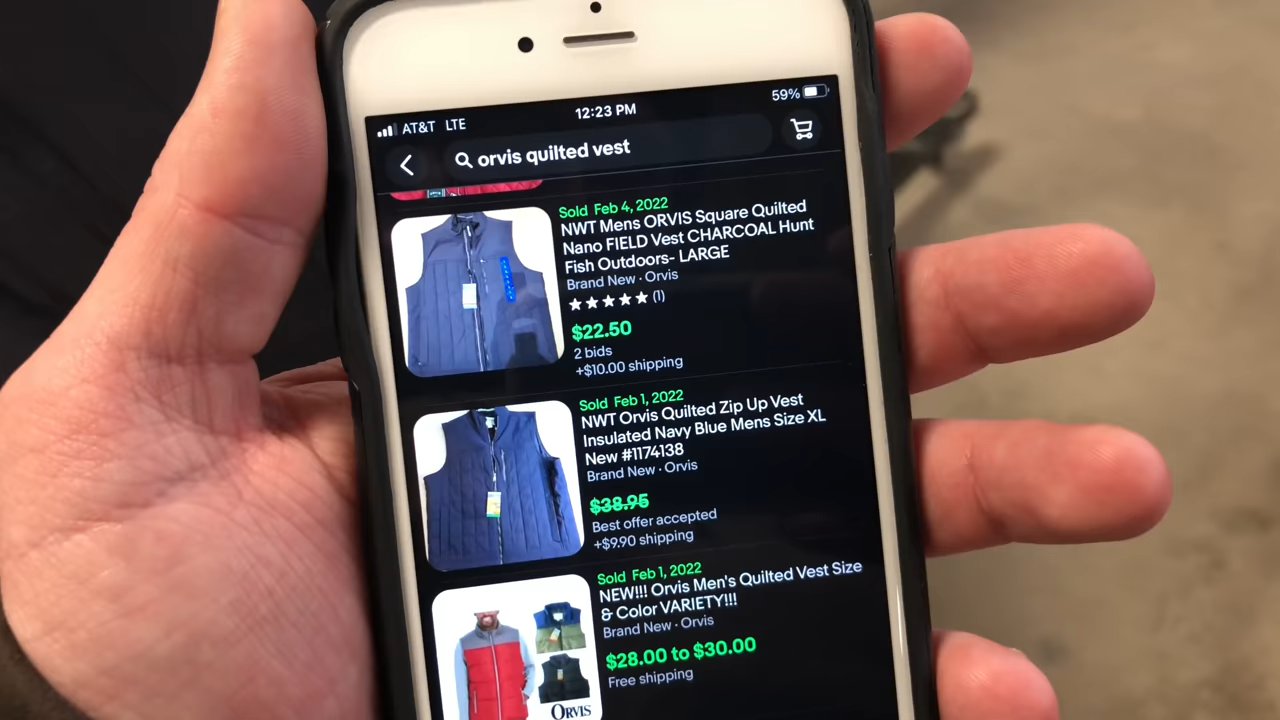 AT&T LTE
12:23 PM
59%
orvis quilted vest
Sold Feb 4, 2022
NWT Mens ORVIS Square Quilted
Nano FIELD Vest CHARCOAL Hunt
Fish Outdoors- LARGE
Brand New · Orvis
(1)
$22.50
2 bids
+$10.00 shipping
Sold Feb 1, 2022
NWT Orvis Quilted Zip Up Vest
Insulated Navy Blue Mens Size XL
New #1174138
Brand New · Orvis
$38.95
Best offer accepted
+$9.90 shipping
Sold Feb 1, 2022
NEW!!! Orvis Men's Quilted Vest Size
& Color VARIETY!!!
Brand New · Orvis
$28.00 to $30.00
Free shipping
ORVIS